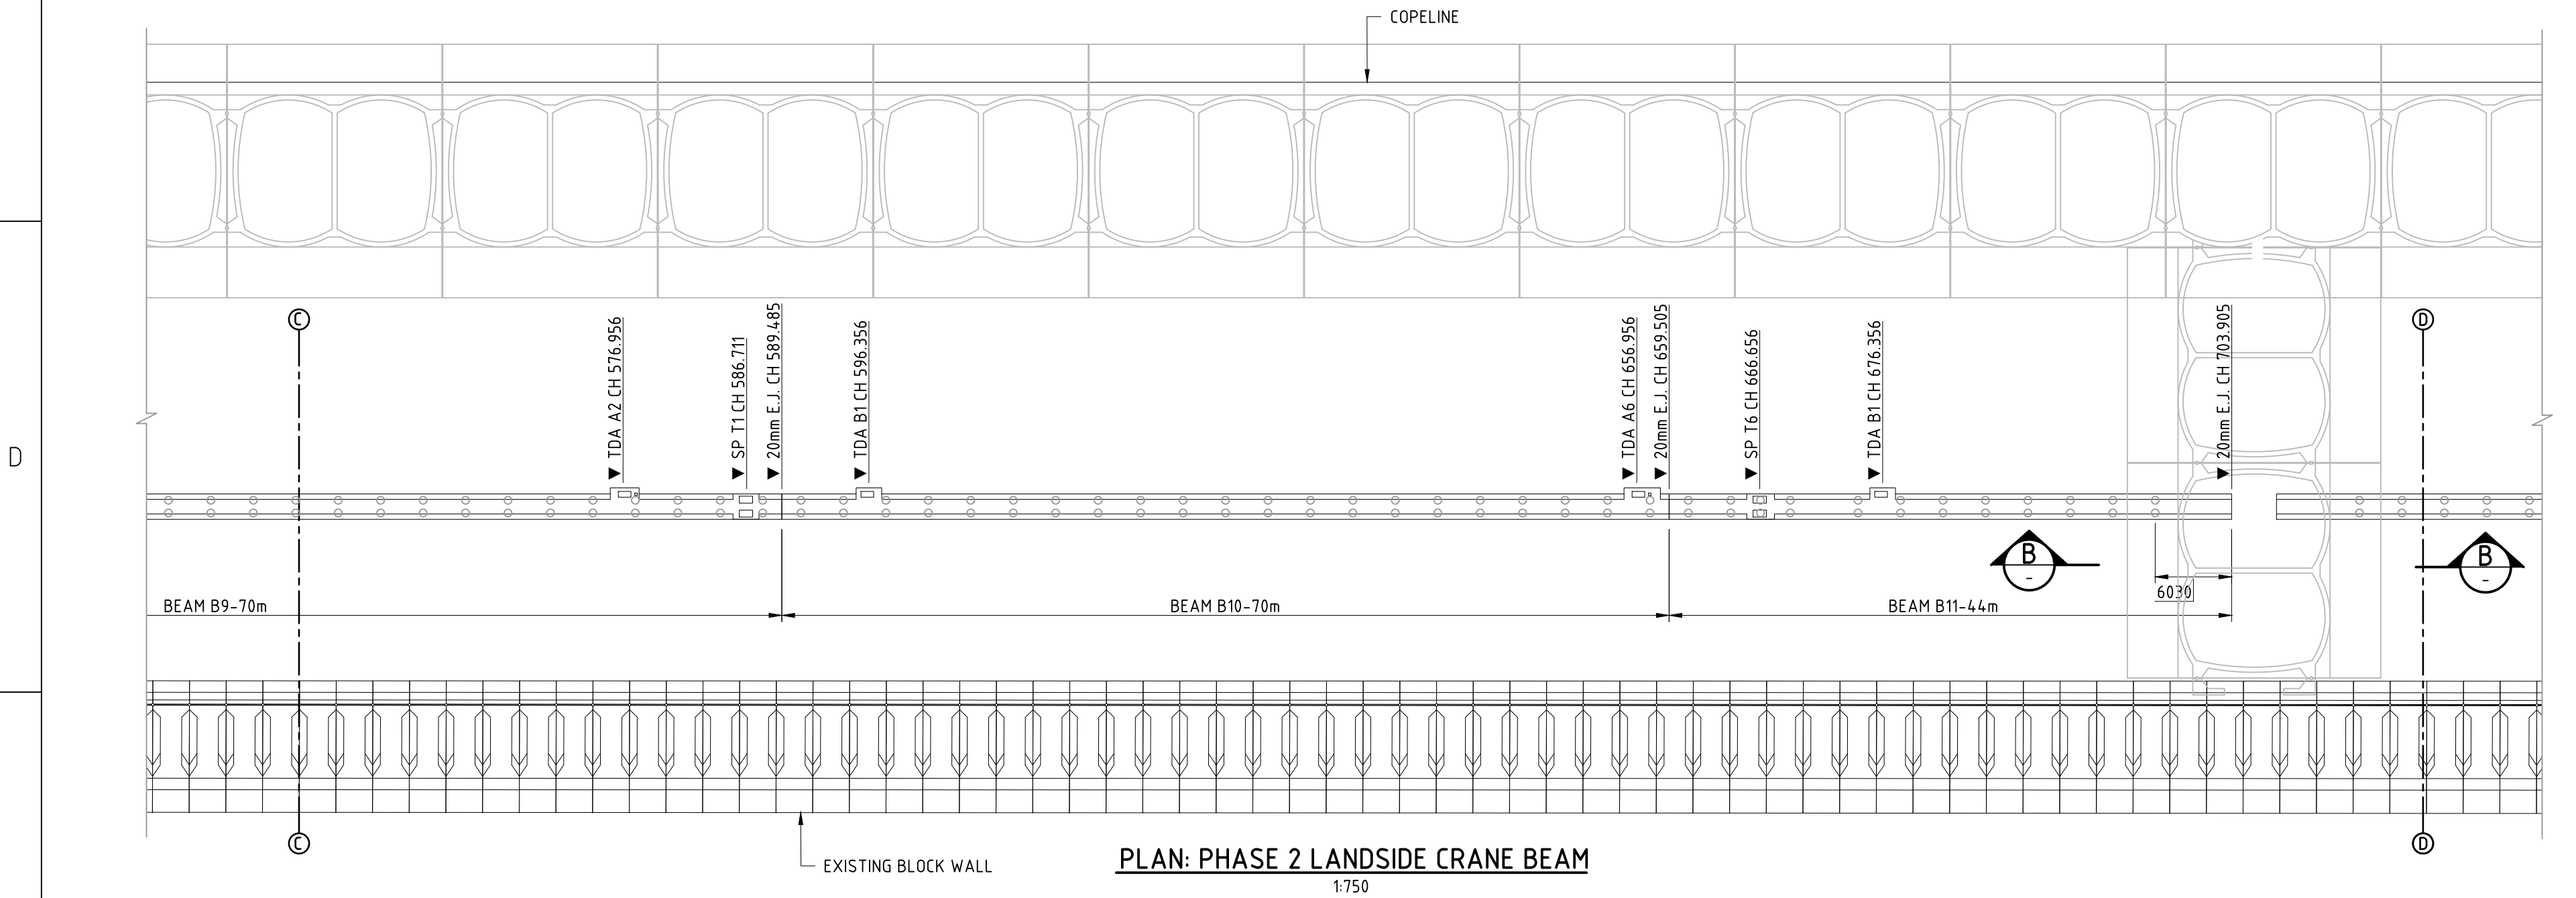 COPELINE
C
D
TDA A2 CH 576.956
SP T1 CH 586.711
20mm E.J. CH 589.485
TDA B1 CH 596.356
TDA A6 CH 656.956
20mm E.J. CH 659.505
SP T6 CH 666.656
TDA B1 CH 676.356
20mm E.J. CH 703.905
D
B
-
B
-
6030
BEAM B9-70m
BEAM B10-70m
BEAM B11-44m
C
D
EXISTING BLOCK WALL
PLAN: PHASE 2 LANDSIDE CRANE BEAM
1:750